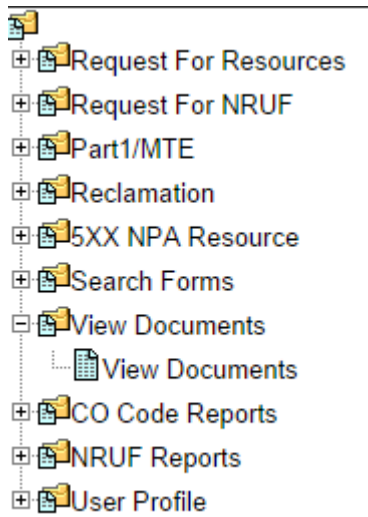 Request For Resources
Request For NRUF
Part1/MTE
Reclamation
5XX NPA Resource
Search Forms
View Documents
View Documents
CO Code Reports
NRUF Reports
User Profile